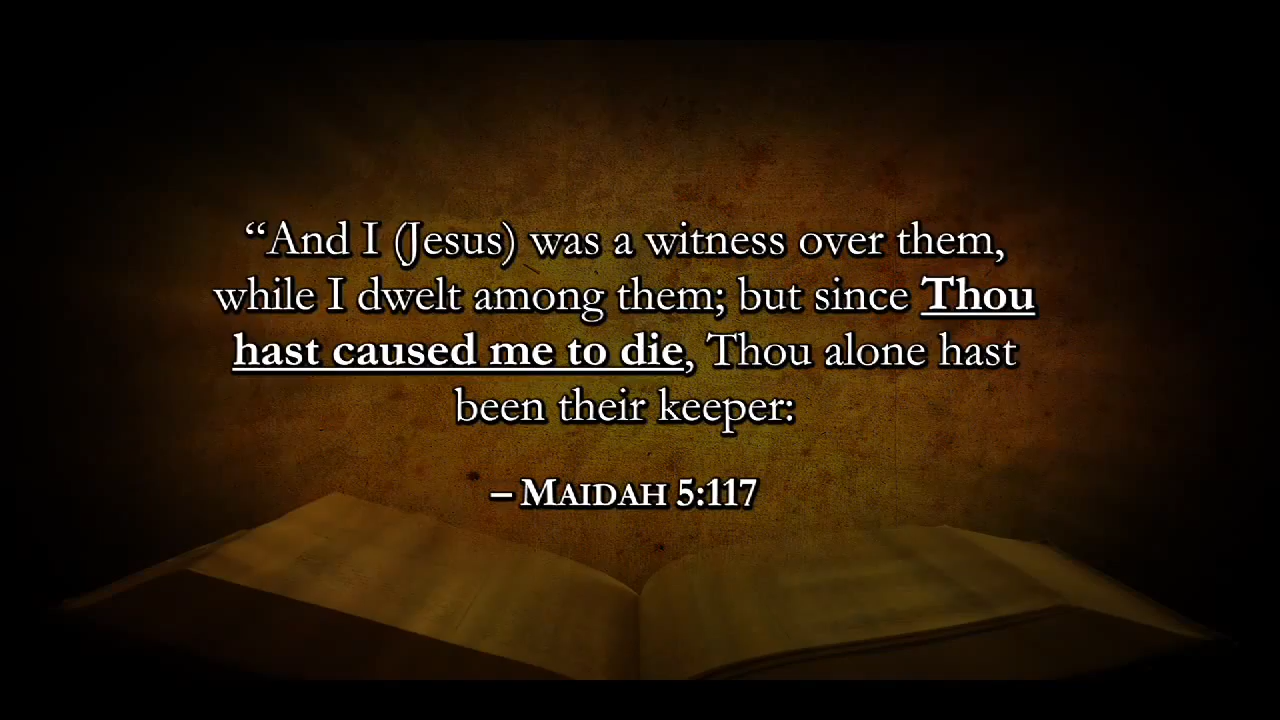 “And I (Jesus) was a witness over them,
while I dwelt among them; but since Thou
hast caused me to die, Thou alone hast
been their keeper:
– MAIDAH 5:117